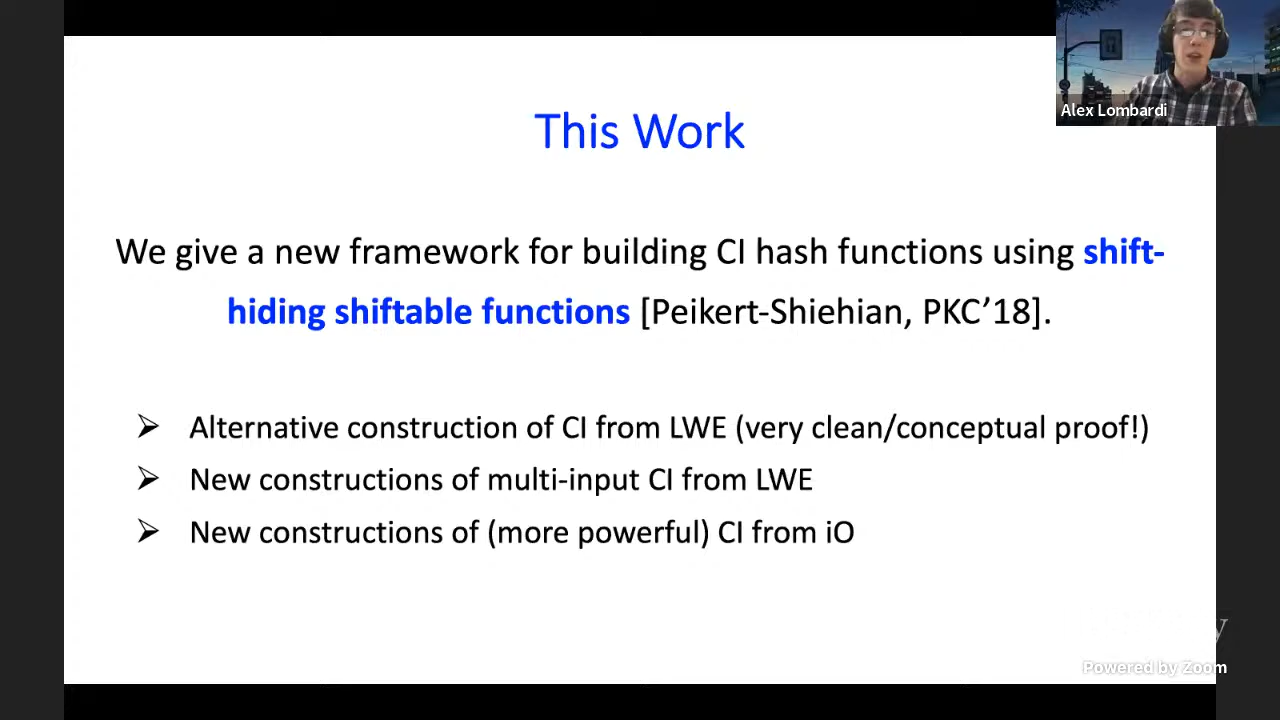 Alex Lombardi
This Work
We give a new framework for building CI hash functions using shift-
hiding shiftable functions [Peikert-Shiehian, PKC’18].
➢ Alternative construction of CI from LWE (very clean/conceptual proof!)
➢ New constructions of multi-input CI from LWE
➢ New constructions of (more powerful) CI from iO
Powered by Zoom